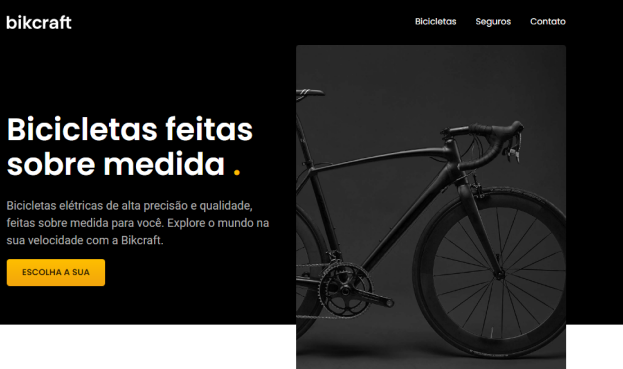 bikcraft
Bicicletas Seguros Contato
Bicicletas feitas
sobre medida .
Bicicletas elétricas de alta precisão e qualidade,
feitas sobre medida para você. Explore o mundo na
sua velocidade com a Bikcraft.
ESCOLHA A SUA